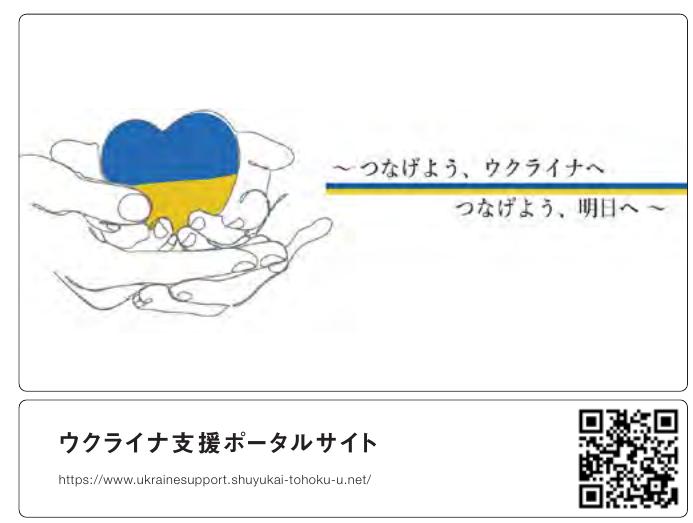 ～ つなげよう、ウクライナへ
つなげよう、明日へ ～
ウクライナ支援ポータルサイト
https://www.ukrainesupport.shuyukai-tohoku-u.net/